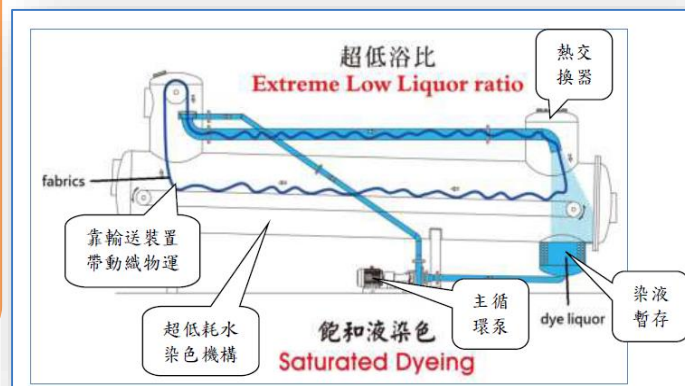 超低浴比
Extreme Low Liquor ratio
熱交
換器
fabrics
靠輸送裝置
帶動織物運
超低耗水
染色機構
主循
環泵
dye liquor
染液
暫存
飽和液染色
Saturated Dyeing